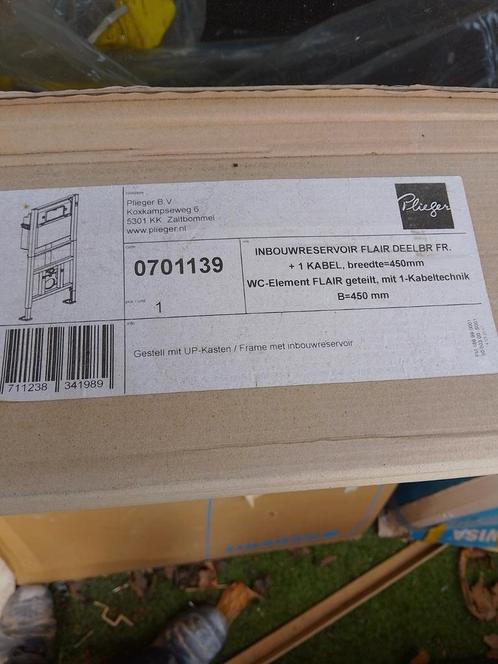 Plieger B.V.
Koxkampseweg 6
5301 KK Zaltbommel
www.plieger.nl
Plieger
0701139
1
INBOUWRESERVOIR FLAIR DEELBR FR.
+ 1 KABEL, breedte=450mm
WC-Element FLAIR geteilt, mit 1-Kabeltechnik
B=450 mm
Gestell mit UP-Kasten / Frame met inbouwreservoir
711238 341989
VISA